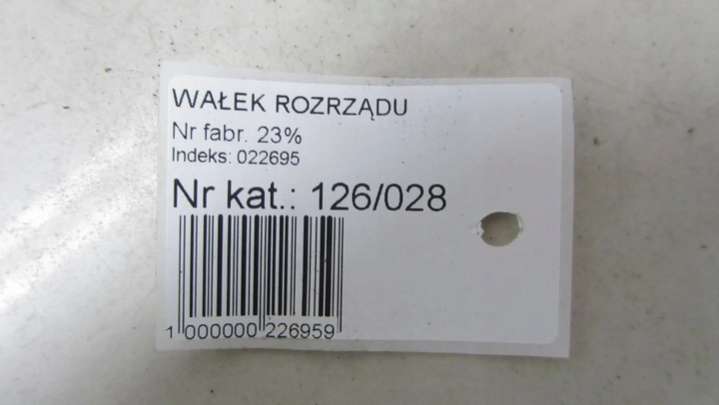 WAŁEK ROZRZĄDU
Nr fabr. 23%
Indeks: 022695
Nr kat.: 126/028
1 000000 226959